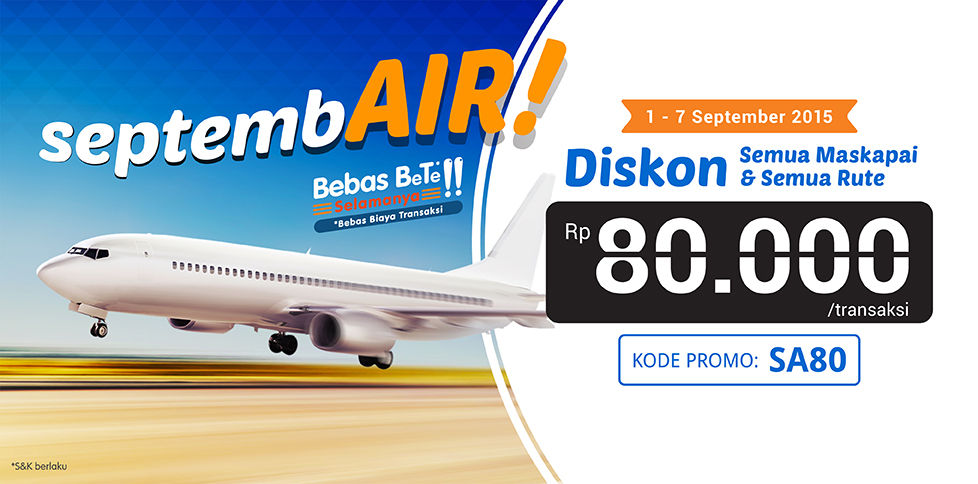 septembAIR!
Bebas BeTe*!!
Selamanya
*Bebas Biaya Transaksi
*S&K berlaku
1 - 7 September 2015
Diskon Semua Maskapai
& Semua Rute
Rp 80.000
/transaksi
KODE PROMO: SA80